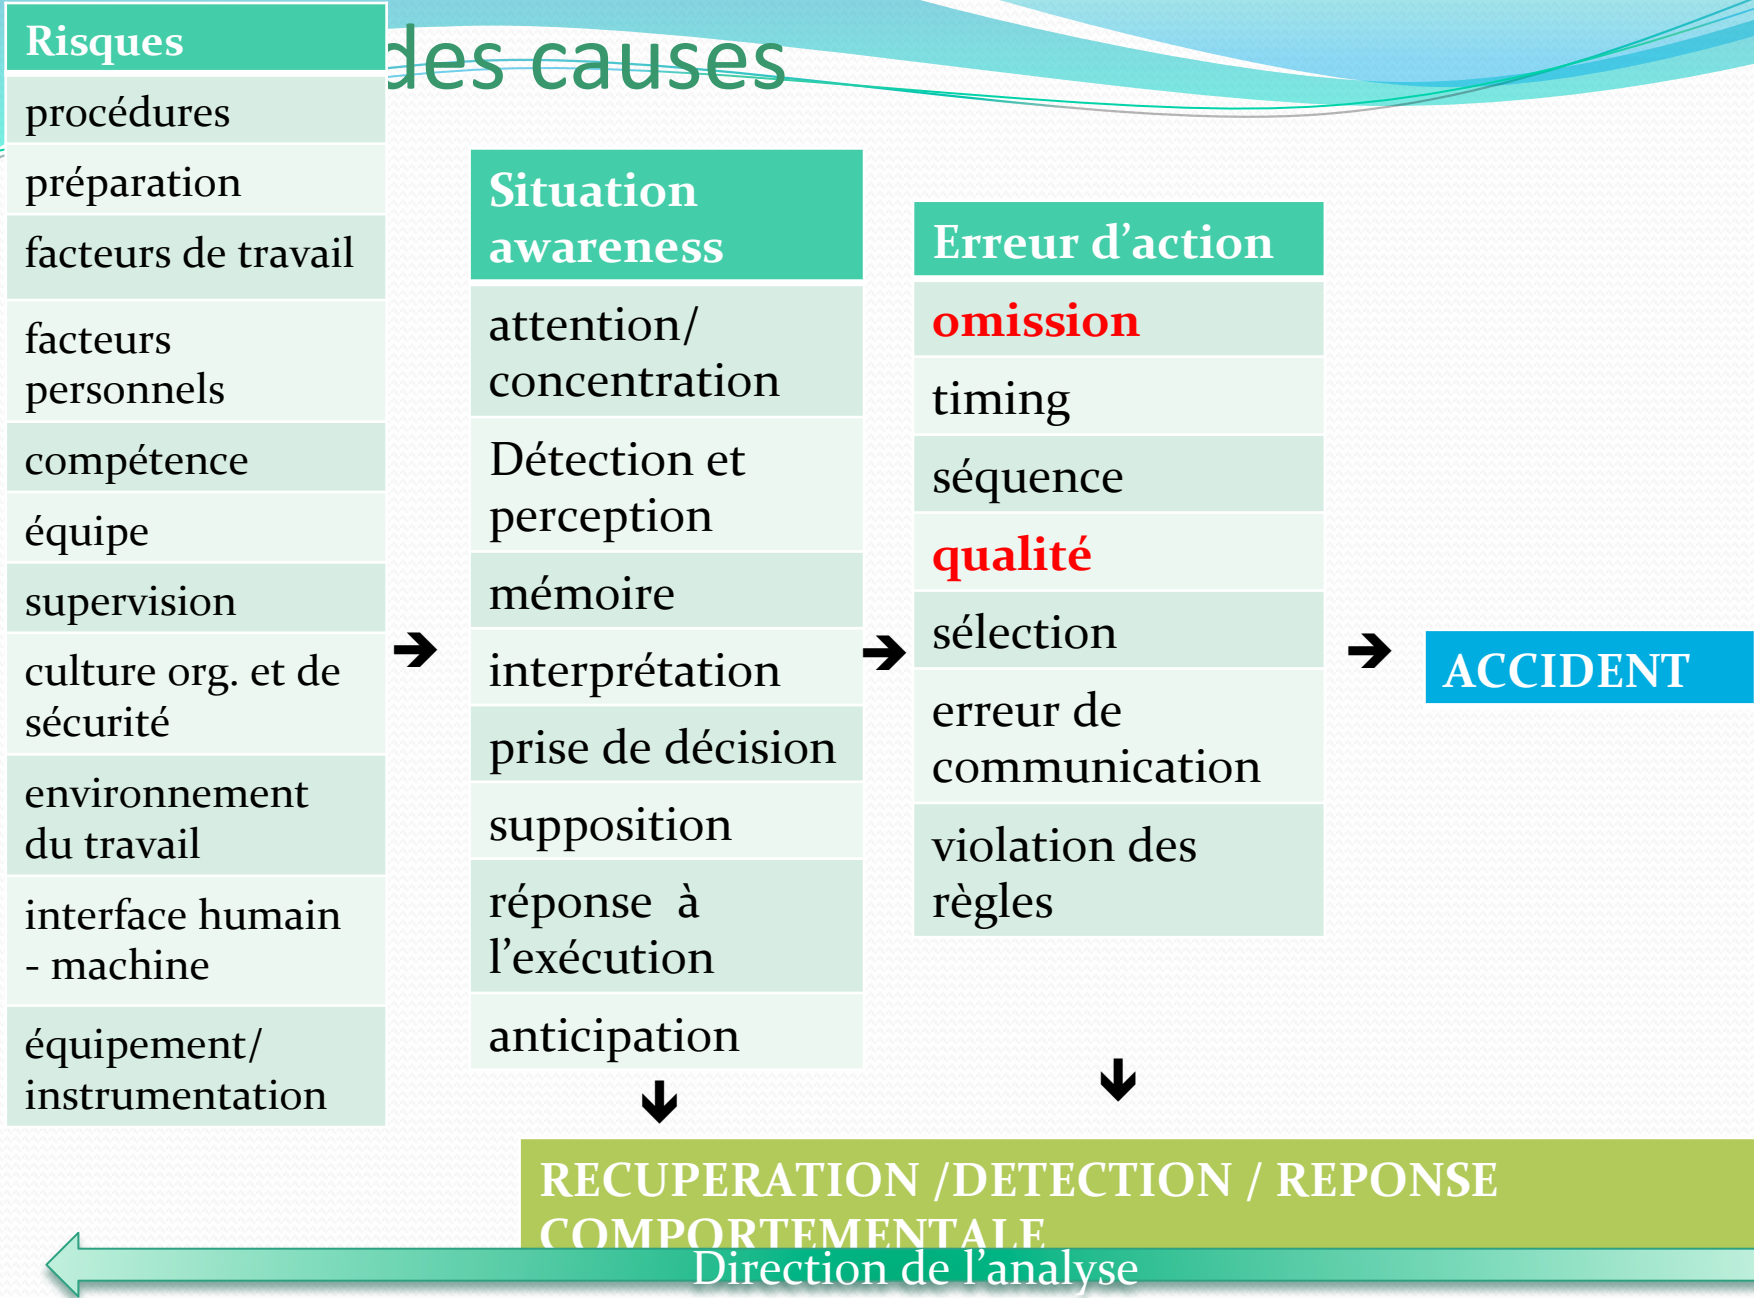 des causes
Risques
procédures
préparation
facteurs de travail
facteurs
personnels
compétence
équipe
supervision
culture org. et de
sécurité
environnement
du travail
interface humain
- machine
équipement/
instrumentation
Situation
awareness
attention/
concentration
Détection et
perception
mémoire
interprétation
prise de décision
supposition
réponse  à
l’exécution
anticipation
Erreur d’action
omission
timing
séquence
qualité
sélection
erreur de
communication
violation des
règles
ACCIDENT
RECUPERATION /DETECTION / REPONSE
COMPORTEMENTALE
Direction de l’analyse